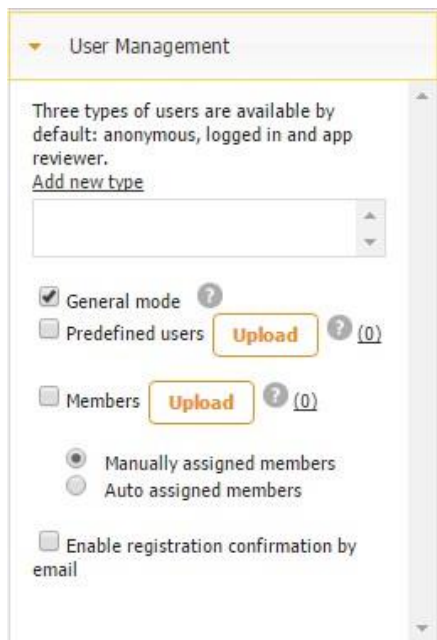 User Management
Three types of users are available by
default: anonymous, logged in and app
reviewer.
Add new type
General mode ?
Predefined users Upload ? (0)
Members Upload ? (0)
Manually assigned members
Auto assigned members
Enable registration confirmation by
email